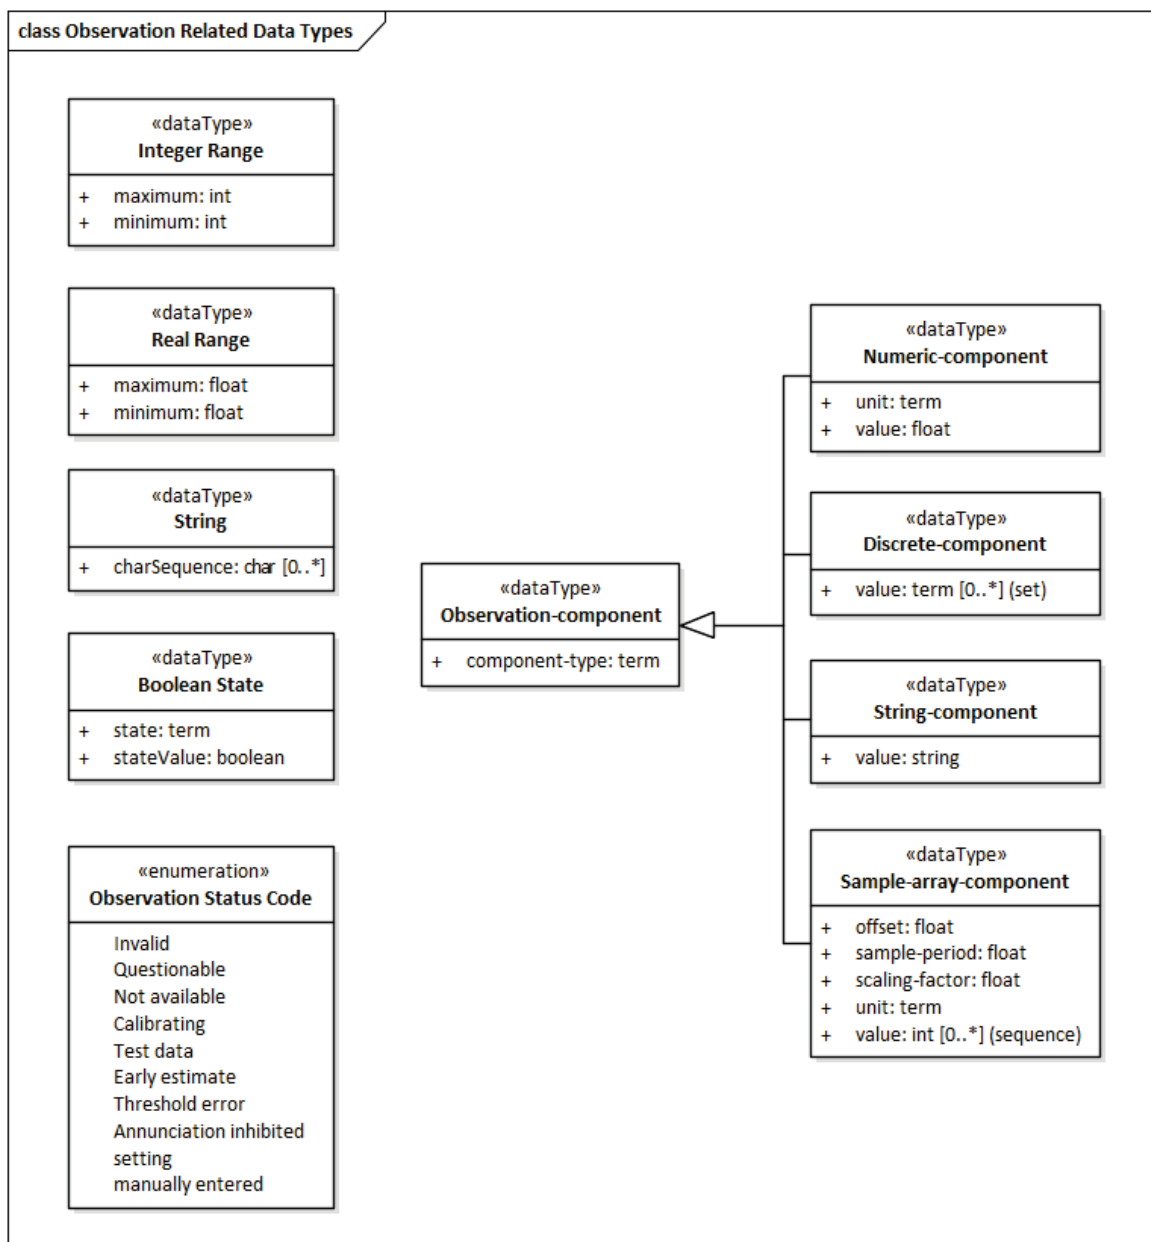 class Observation Related Data Types
«dataType»
Integer Range
+ maximum: int
+ minimum: int
«dataType»
Real Range
+ maximum: float
+ minimum: float
«dataType»
String
+ charSequence: char [0..*]
«dataType»
Boolean State
+ state: term
+ stateValue: boolean
«enumeration»
Observation Status Code
Invalid
Questionable
Not available
Calibrating
Test data
Early estimate
Threshold error
Annunciation inhibited
setting
manually entered
«dataType»
Observation-component
+ component-type: term
«dataType»
Numeric-component
+ unit: term
+ value: float
«dataType»
Discrete-component
+ value: term [0..*] (set)
«dataType»
String-component
+ value: string
«dataType»
Sample-array-component
+ offset: float
+ sample-period: float
+ scaling-factor: float
+ unit: term
+ value: int [0..*] (sequence)